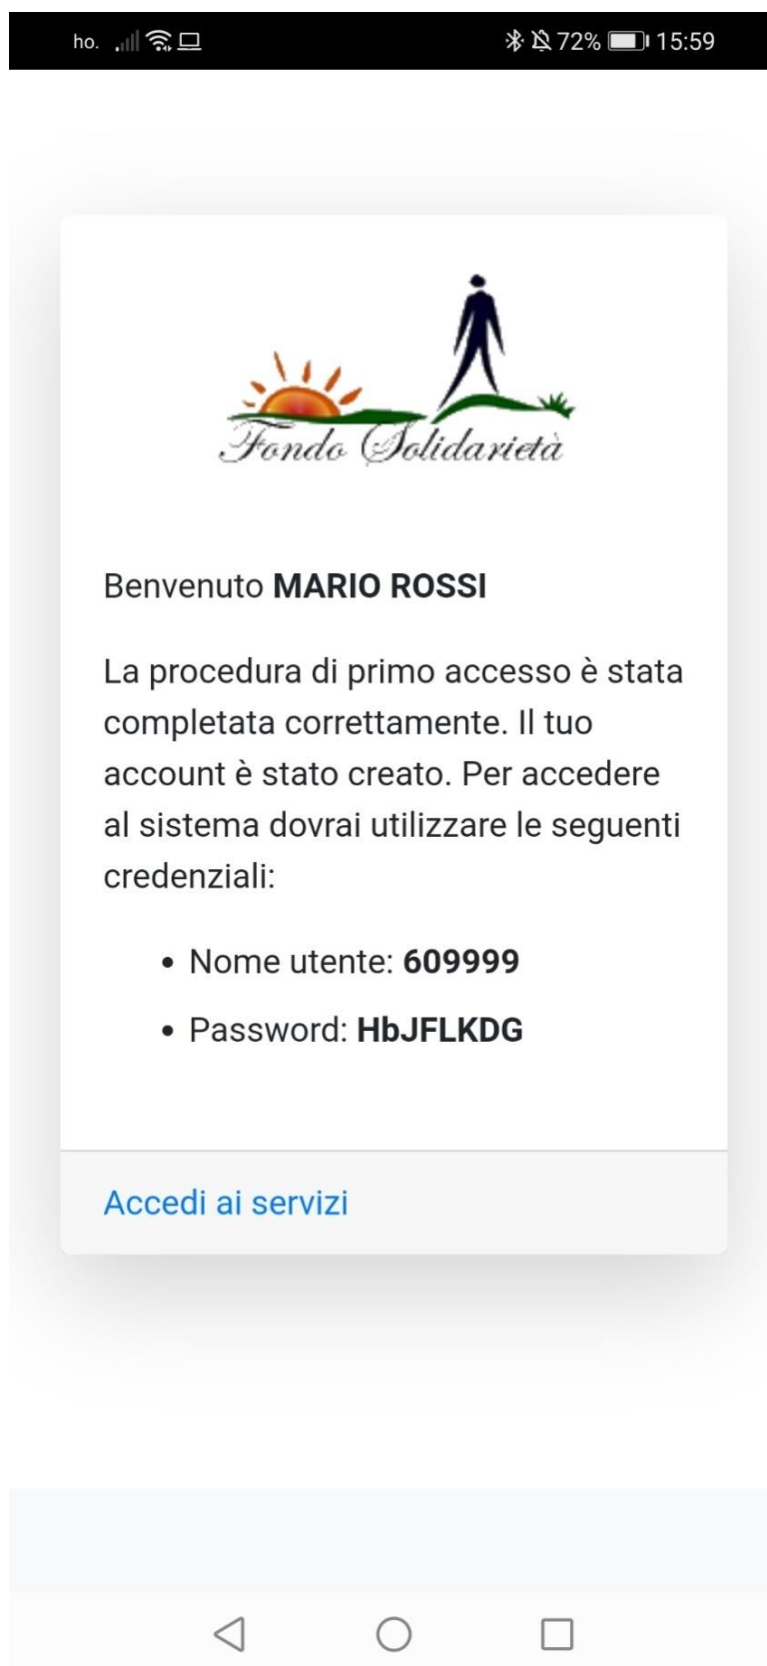 ho. 72% 15:59
Fondo Solidarietà
Benvenuto MARIO ROSSI
La procedura di primo accesso è stata
completata correttamente. Il tuo
account è stato creato. Per accedere
al sistema dovrai utilizzare le seguenti
credenziali:
• Nome utente: 609999
• Password: HbJFLKDG
Accedi ai servizi